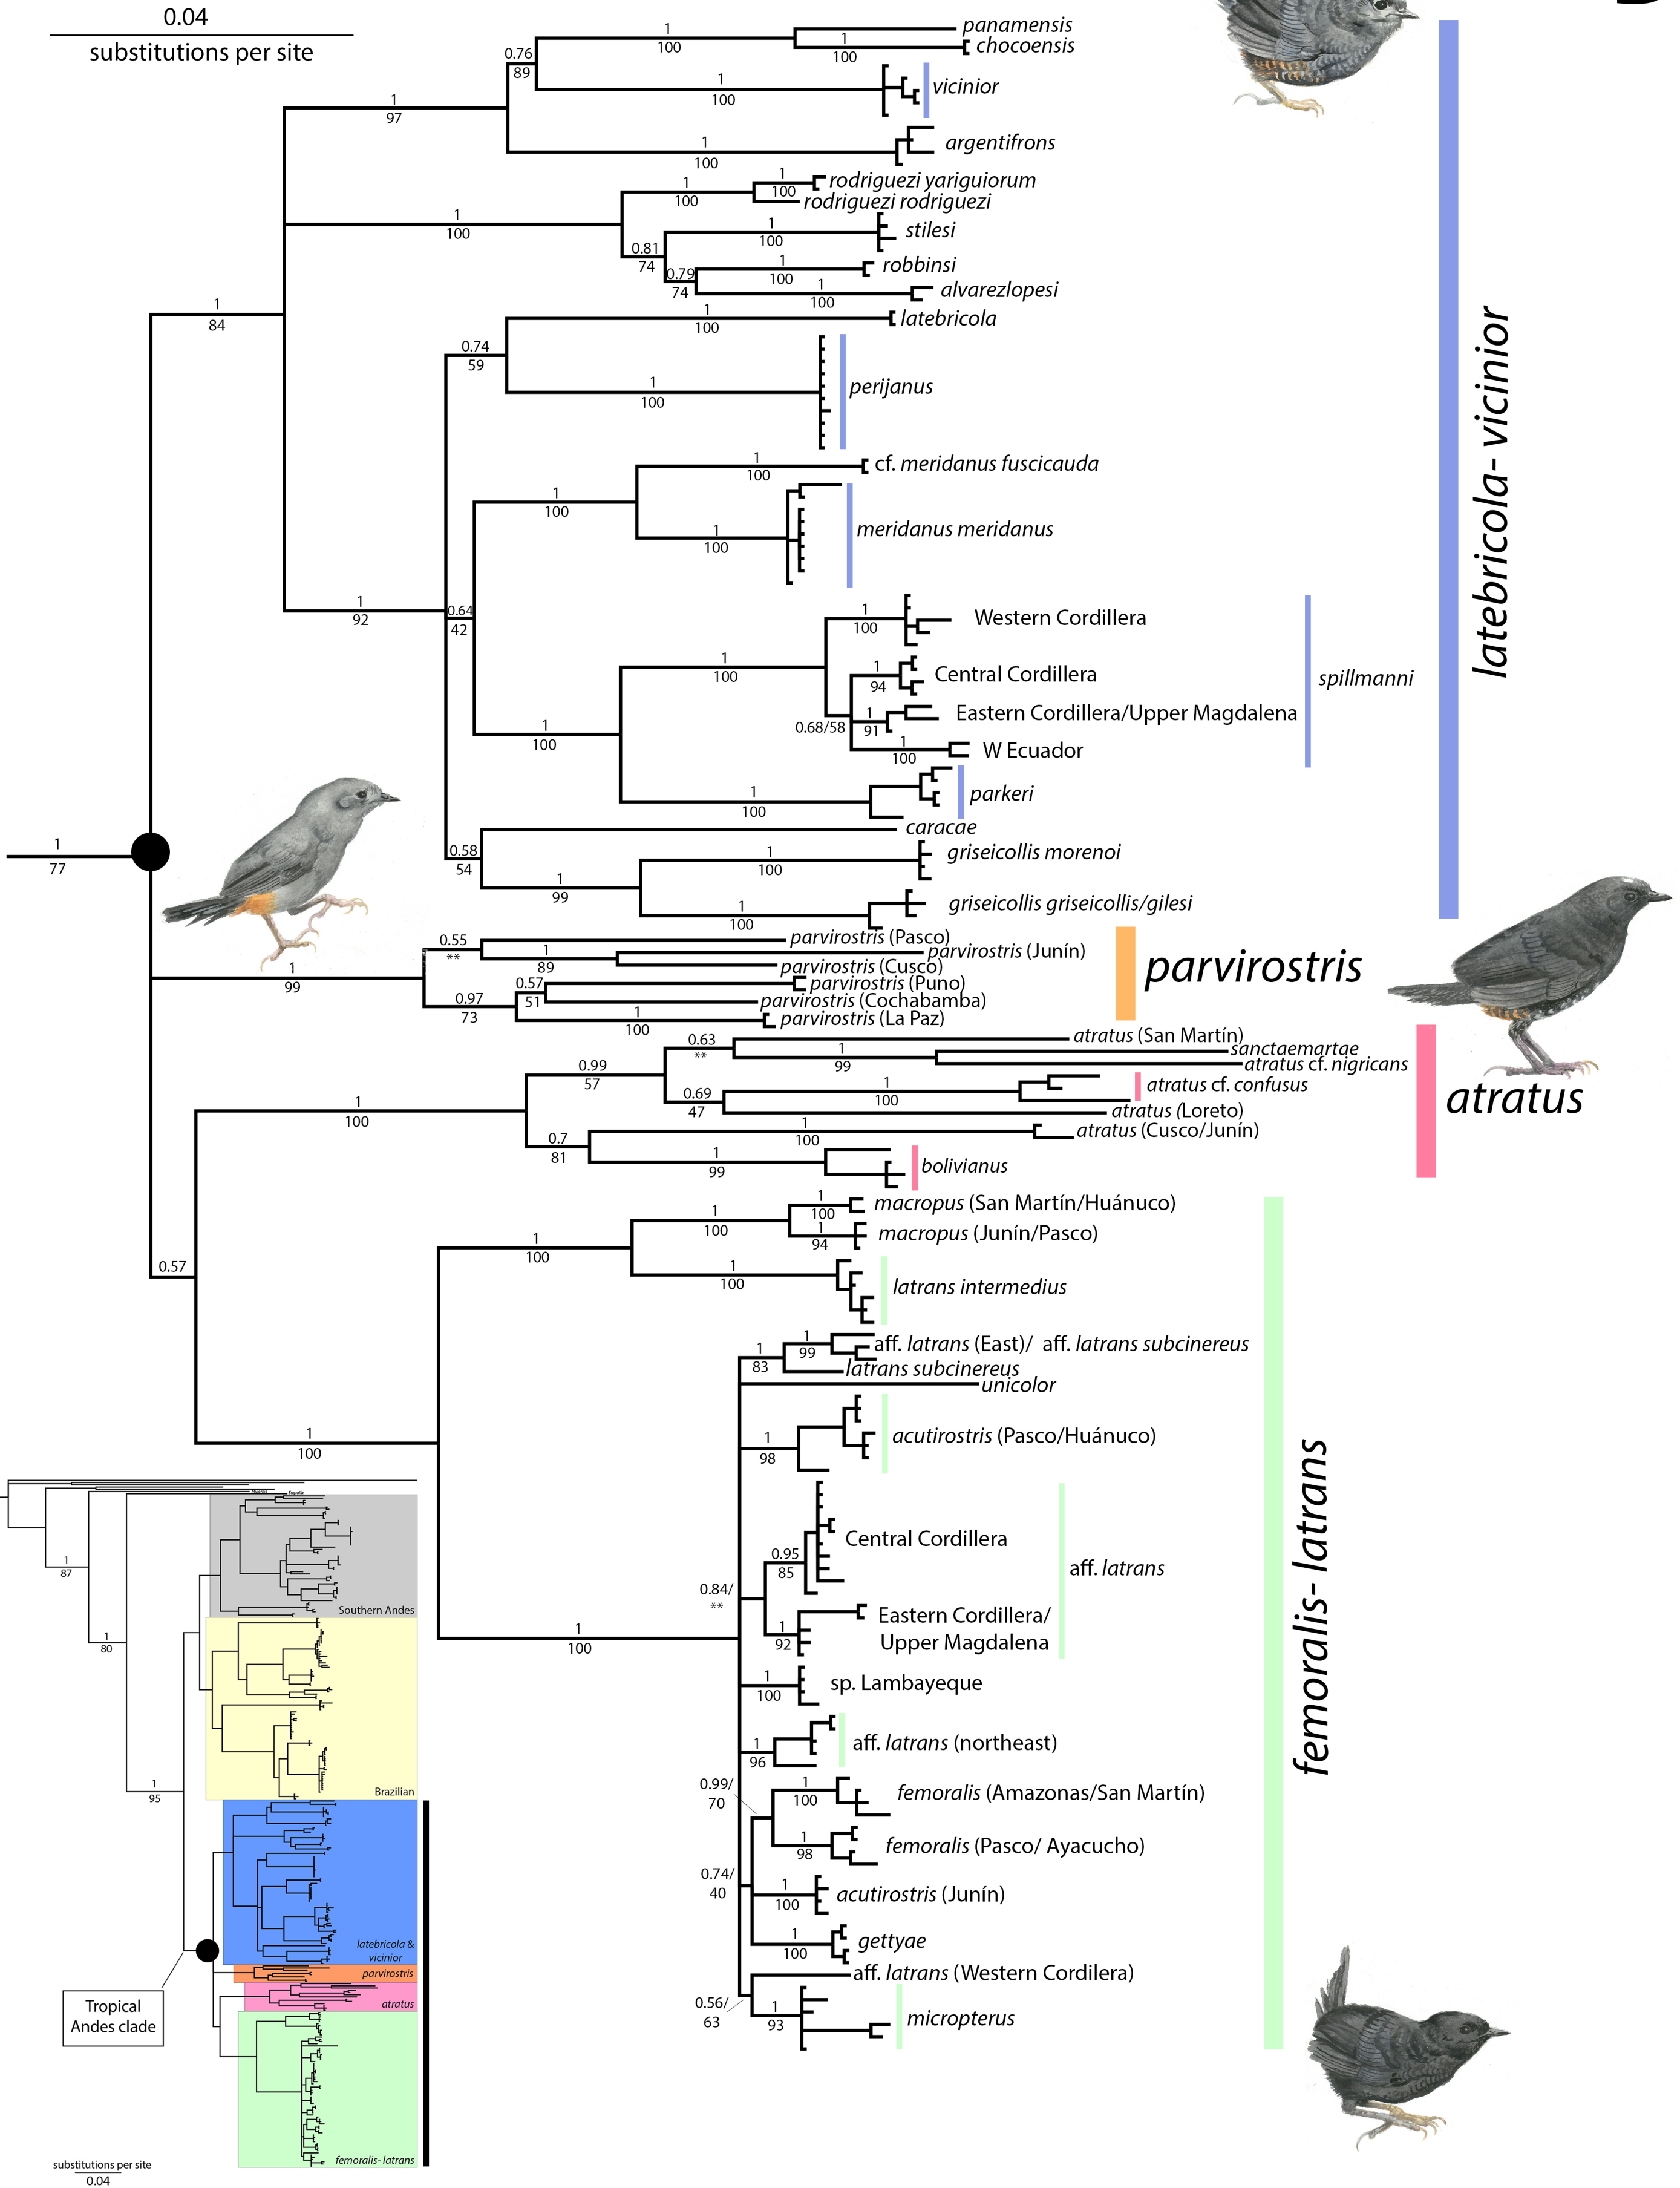 0.04
substitutions per site
panamensis
1
100
chocoensis
1
100
0.76
89
vicinior
1
100
1
97
argentifrons
1
100
rodriguezi yariguiorum
1
100
1
100
rodriguezi rodriguezi
1
100
stilesi
1
100
0.81
74
robbinsi
1
100
0.79
74
alvarezlopesi
1
100
latebricola
1
100
1
84
0.74
59
perijanus
1
100
cf. meridanus fuscicauda
1
100
1
100
meridanus meridanus
1
100
1
92
0.64
42
Western Cordillera
1
100
1
100
Central Cordillera
1
94
spillmanni
Eastern Cordillera/Upper Magdalena
1
91
0.68/58
1
100
W Ecuador
1
100
parkeri
1
100
caracae
0.58
54
griseicollis morenoi
1
100
1
99
griseicollis griseicollis/gilesi
1
100
latebricola- vicinior
1
77
parvirostris (Pasco)
0.55
**
parvirostris (Junín)
1
89
parvirostris (Cusco)
1
99
parvirostris (Puno)
0.57
51
parvirostris (Cochabamba)
0.97
73
parvirostris (La Paz)
1
100
parvirostris
atratus (San Martín)
0.63
**
sanctaemartae
1
99
atratus cf. nigricans
0.99
57
atratus cf. confusus
1
100
0.69
47
atratus (Loreto)
1
100
atratus (Cusco/Junín)
1
100
0.7
81
bolivianus
1
99
atratus
macropus (San Martín/Huánuco)
1
100
1
100
macropus (Junín/Pasco)
1
94
1
100
latrans intermedius
1
100
0.57
aff. latrans (East)/ aff. latrans subcinereus
1
99
1
83
latrans subcinereus
unicolor
acutirostris (Pasco/Huánuco)
1
98
1
100
Central Cordillera
0.95
85
aff. latrans
0.84/
**
Eastern Cordillera/
Upper Magdalena
1
92
1
100
sp. Lambayeque
1
100
aff. latrans (northeast)
1
96
0.99/
70
femoralis (Amazonas/San Martín)
1
100
femoralis (Pasco/ Ayacucho)
1
98
0.74/
40
acutirostris (Junín)
1
100
gettyae
1
100
aff. latrans (Western Cordilera)
0.56/
63
micropterus
1
93
femoralis- latrans
1
87
1
80
1
95
Southern Andes
Brazilian
latebricola &
vicinior
parvirostris
atratus
femoralis- latrans
Tropical
Andes clade
substitutions per site
0.04